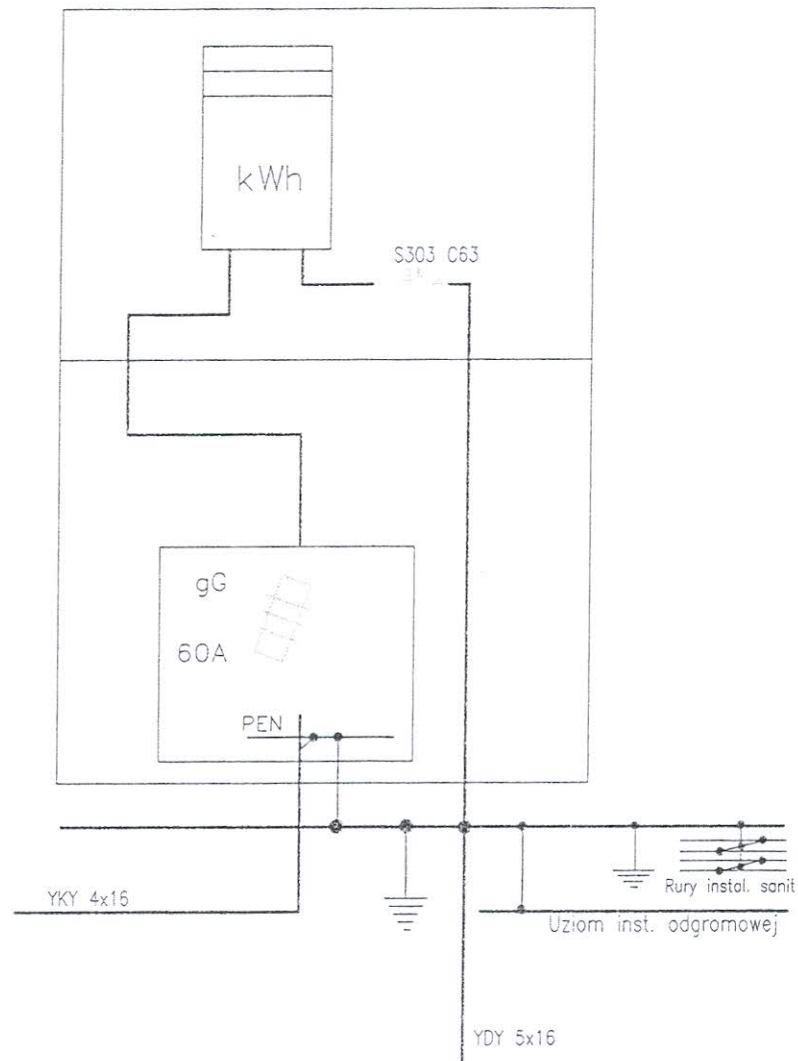 kWh
S303 C63
gG
60A
PEN
YKY 4x16
Rury instal. sanit
Uziom inst. odgromowej
YDY 5x16